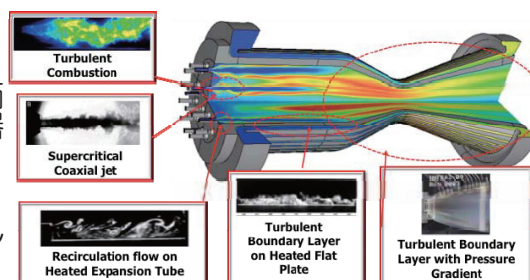 Turbulent
Combustion
Supercritical
Coaxial jet
Recirculation flow on
Heated Expansion Tube
Turbulent
Boundary Layer
on Heated Flat
Plate
Turbulent Boundary
Layer with Pressure
Gradient